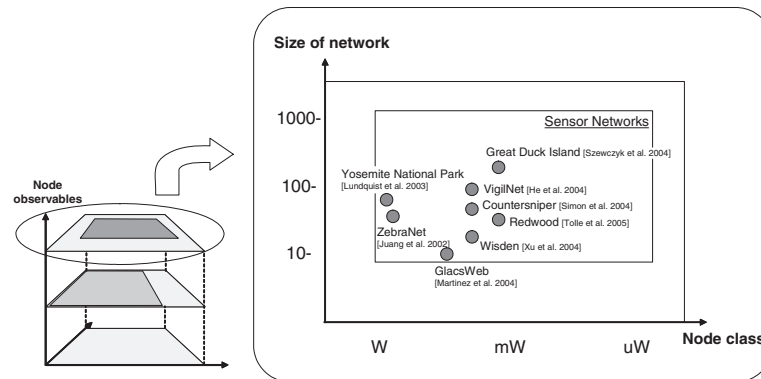 Size of network
1000-
Sensor Networks
Great Duck Island [Szewczyk et al. 2004]
Yosemite National Park
[Lundquist et al. 2003]
100-
VigilNet [He et al. 2004]
Countersniper [Simon et al. 2004]
Redwood [Tolle et al. 2005]
ZebraNet
[Juang et al. 2002]
Wisden [Xu et al. 2004]
10-
GlacsWeb
[Martinez et al. 2004]
W
mW
uW
Node class
Node
observables